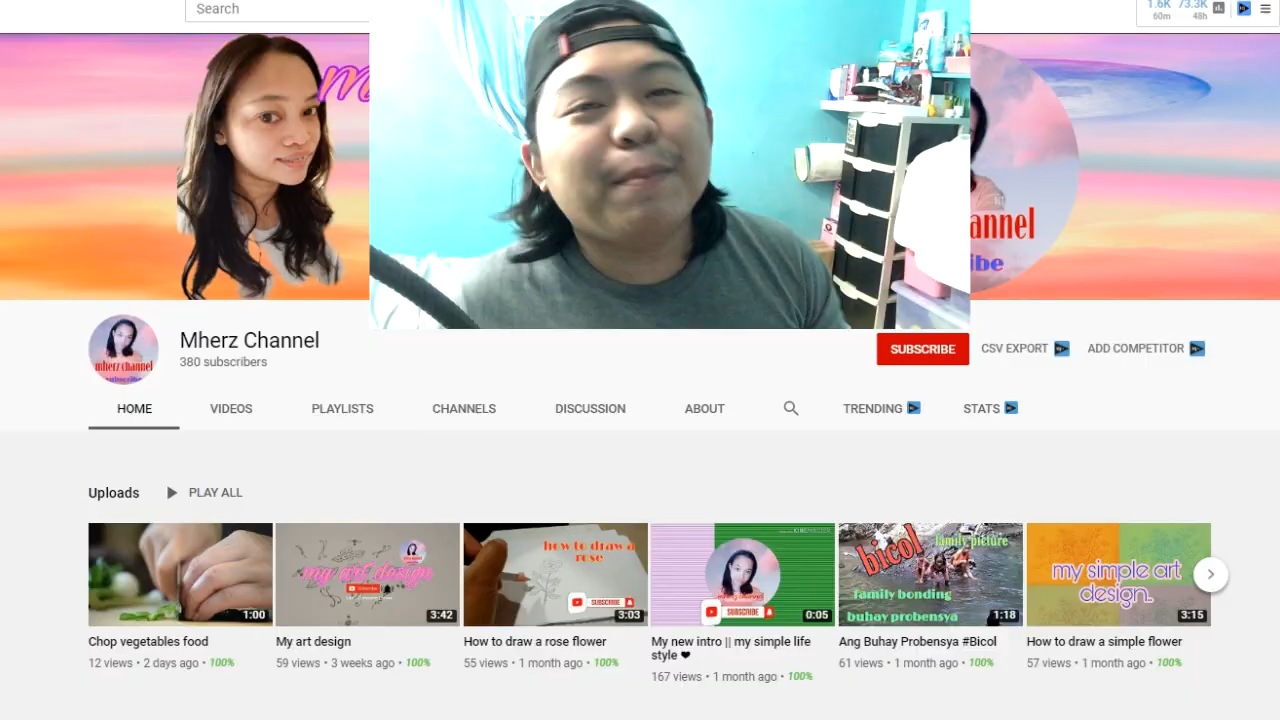 Search
1.6K 73.3K
60m 48h
M
annel
ibe
Mherz Channel
380 subscribers
mherz channel
SUBSCRIBE
CSV EXPORT
ADD COMPETITOR
HOME
VIDEOS
PLAYLISTS
CHANNELS
DISCUSSION
ABOUT
TRENDING
STATS
Uploads
PLAY ALL
1:00
my art design
3:42
how to draw a
rose
SUBSCRIBE
3:03
mherz channel
SUBSCRIBE
0:05
bicol
family picture
family bonding
buhay probensya
1:18
my simple art
design.
3:15
Chop vegetables food
12 views • 2 days ago • 100%
My art design
59 views • 3 weeks ago • 100%
How to draw a rose flower
55 views • 1 month ago • 100%
My new intro || my simple life
style ❤
167 views • 1 month ago • 100%
Ang Buhay Probensya #Bicol
61 views • 1 month ago • 100%
How to draw a simple flower
57 views • 1 month ago • 100%